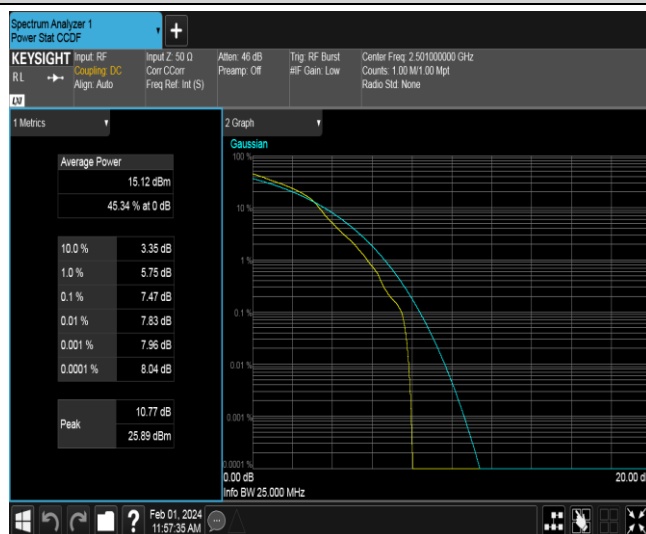 Spectrum Analyzer 1
Power Stat CCDF
+
KEYSIGHT
RL
LXI
Input: RF
Coupling: DC
Align: Auto
Input Z: 50 Ω
Corr CCorr
Freq Ref: Int (S)
Atten: 46 dB
Preamp: Off
Trig: RF Burst
#IF Gain: Low
Center Freq: 2.501000000 GHz
Counts: 1.00 M/1.00 Mpt
Radio Std: None
1 Metrics
Average Power
15.12 dBm
45.34 % at 0 dB
10.0 % 3.35 dB
1.0 % 5.75 dB
0.1 % 7.47 dB
0.01 % 7.83 dB
0.001 % 7.96 dB
0.0001 % 8.04 dB
Peak
10.77 dB
25.89 dBm
2 Graph
Gaussian
100 %
10 %
1 %
0.1 %
0.01 %
0.001 %
0.0001 %
0.00 dB 20.00 d
Info BW 25.000 MHz
?
Feb 01, 2024
11:57:35 AM